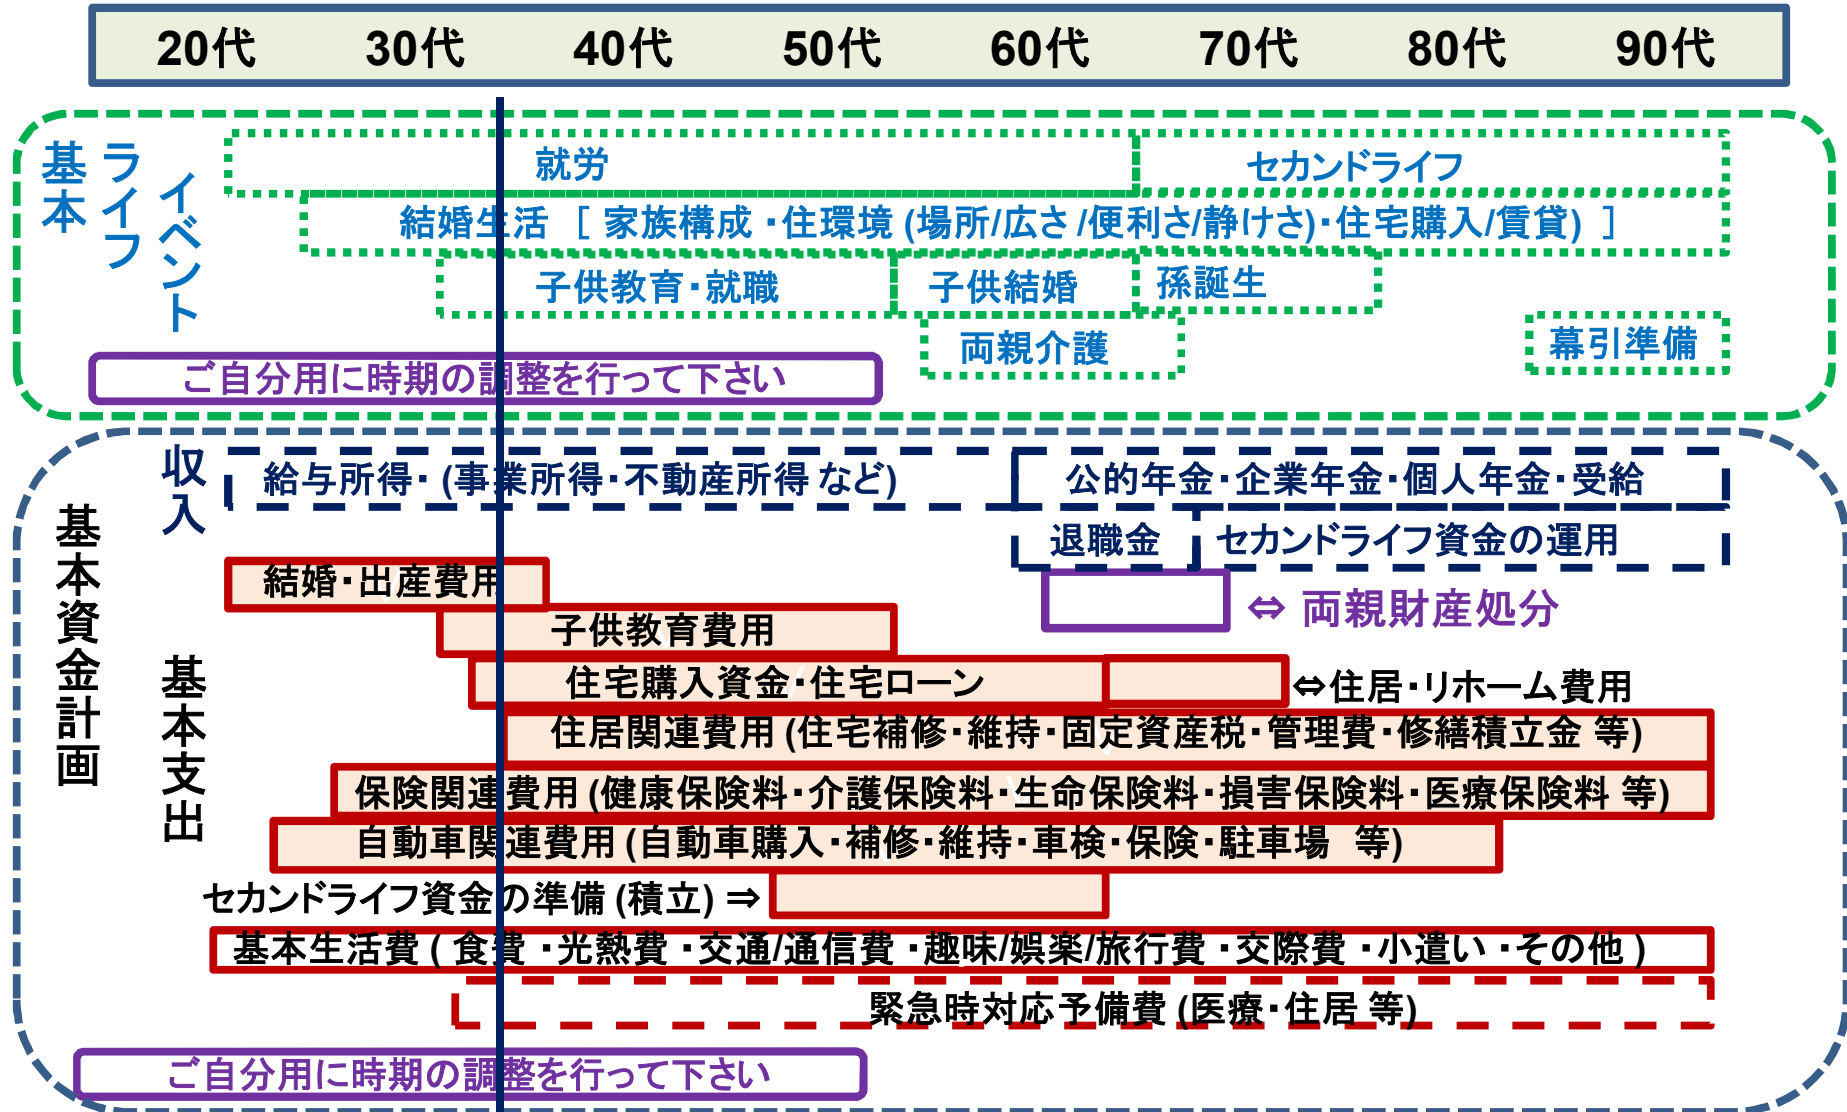 20代 30代 40代 50代 60代 70代 80代 90代
基本
ライフ
イベント
就労
セカンドライフ
結婚生活 [ 家族構成・住環境 (場所/広さ/便利さ/静けさ)・住宅購入/賃貸) ]
子供教育・就職
子供結婚
孫誕生
両親介護
幕引準備
ご自分用に時期の調整を行って下さい
基本資金計画
収入
給与所得・(事業所得・不動産所得 など)
公的年金・企業年金・個人年金・受給
退職金
セカンドライフ資金の運用
⇔ 両親財産処分
基本支出
結婚・出産費用
子供教育費用
住宅購入資金・住宅ローン
⇔住居・リホーム費用
住居関連費用 (住宅補修・維持・固定資産税・管理費・修繕積立金 等)
保険関連費用 (健康保険料・介護保険料・生命保険料・損害保険料・医療保険料 等)
自動車関連費用 (自動車購入・補修・維持・車検・保険・駐車場 等)
セカンドライフ資金の準備 (積立) ⇒
基本生活費 ( 食費・光熱費・交通/通信費・趣味/娯楽/旅行費・交際費・小遣い・その他 )
緊急時対応予備費 (医療・住居 等)
ご自分用に時期の調整を行って下さい